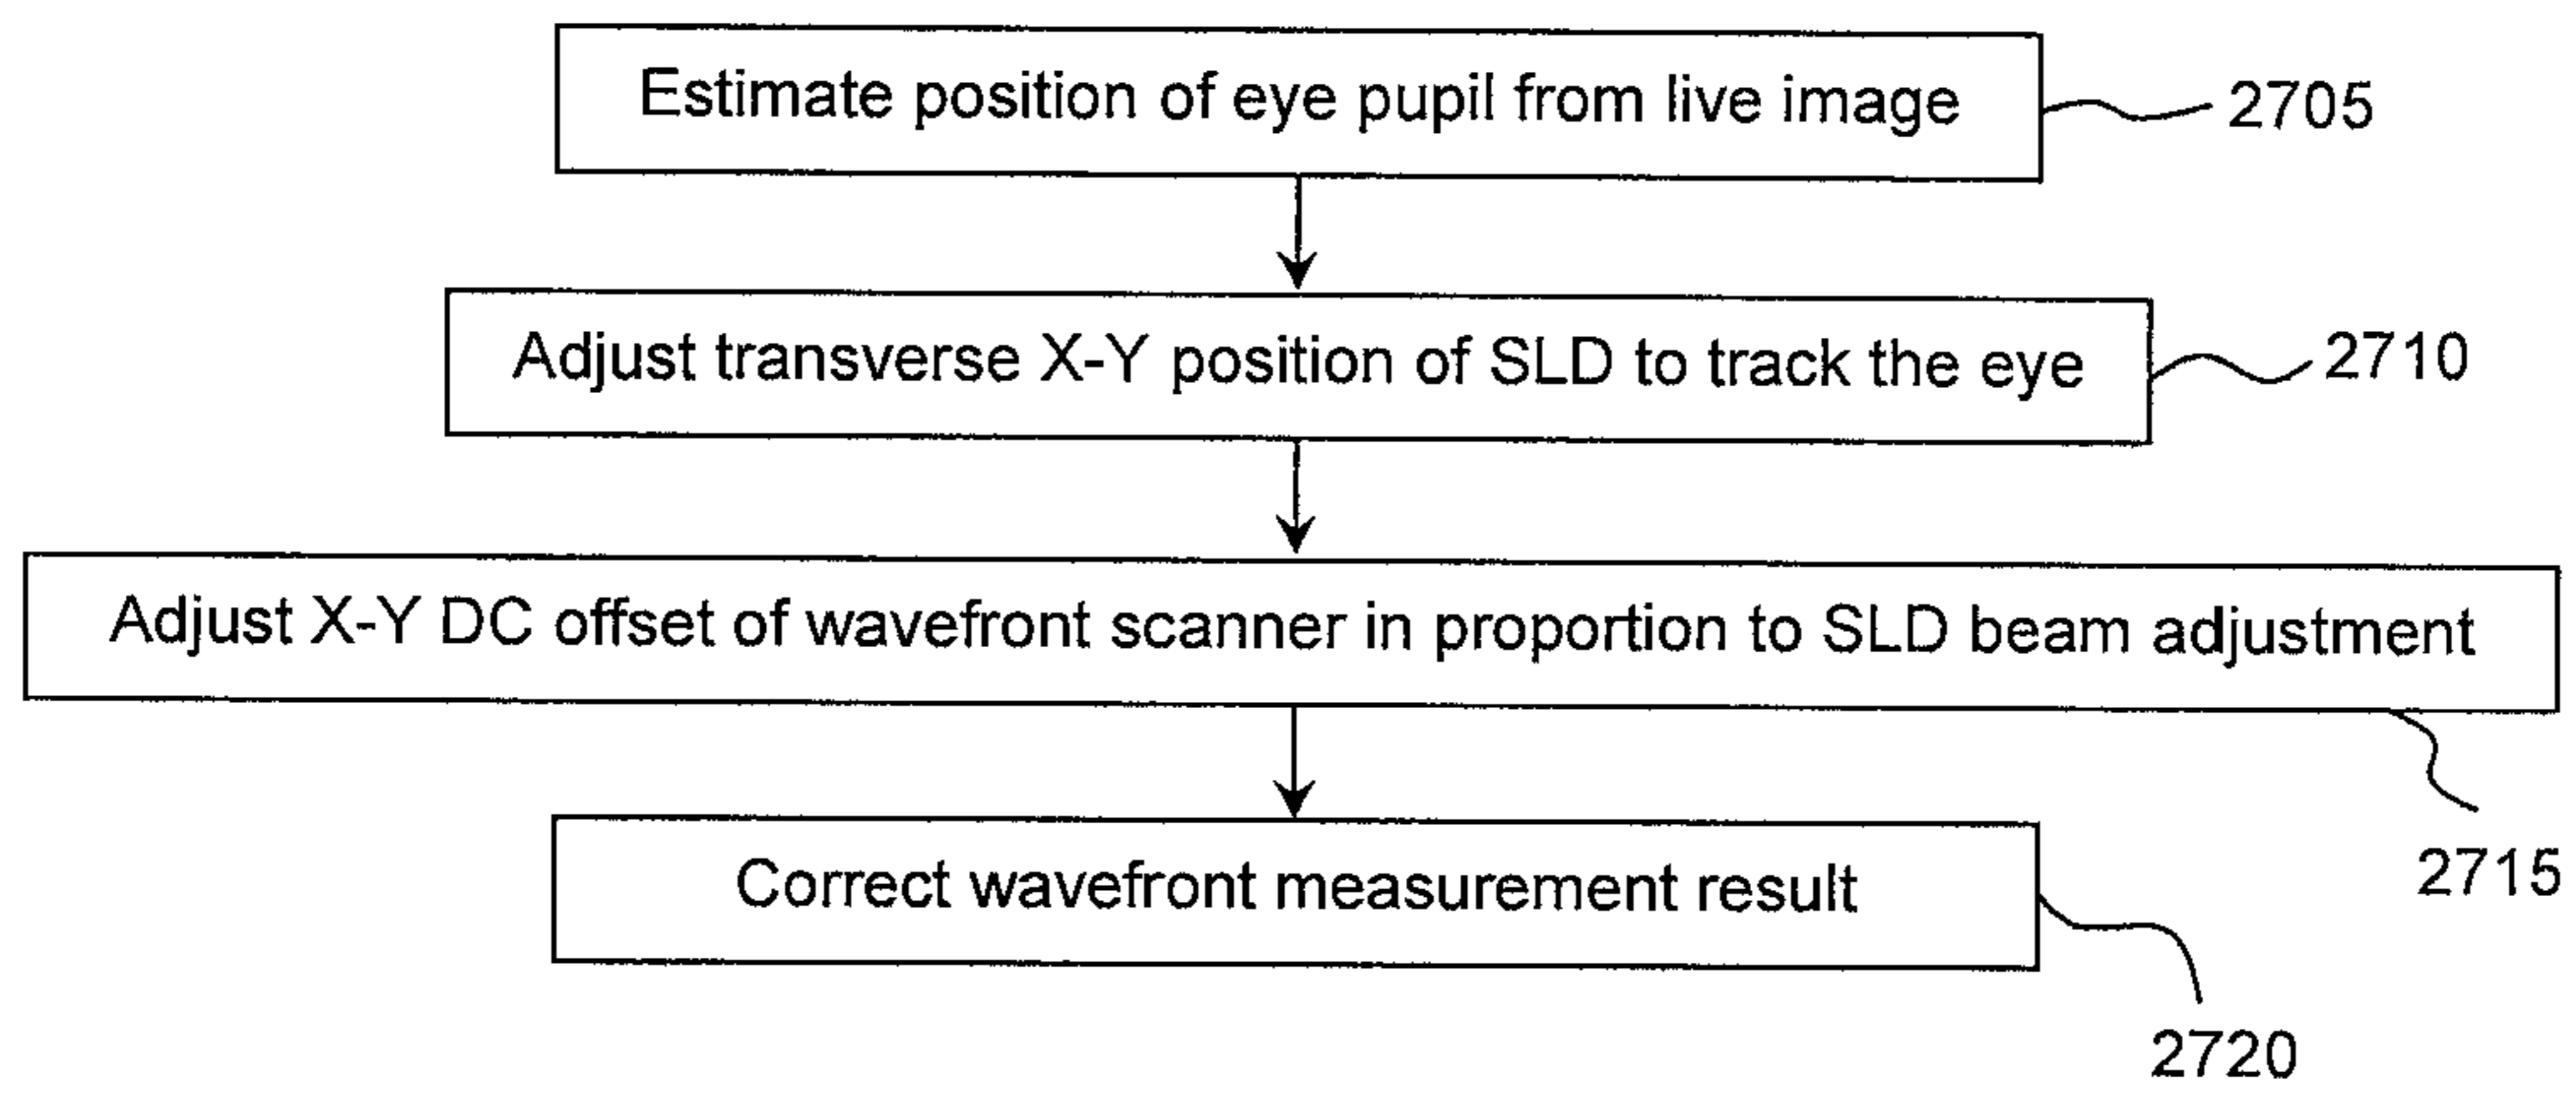 Estimate position of eye pupil from live image
2705
Adjust transverse X-Y position of SLD to track the eye
2710
Adjust X-Y DC offset of wavefront scanner in proportion to SLD beam adjustment
2715
Correct wavefront measurement result
2720